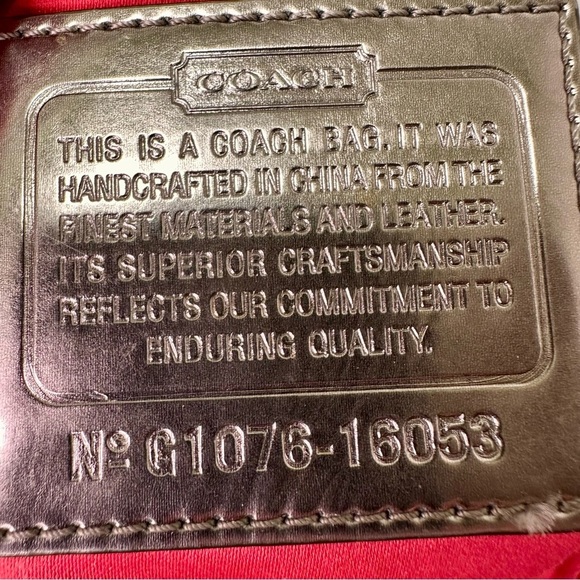 COACH
THIS IS A COACH BAG. IT WAS
HANDCRAFTED IN CHINA FROM THE
FINEST MATERIALS AND LEATHER.
ITS SUPERIOR CRAFTSMANSHIP
REFLECTS OUR COMMITMENT TO
ENDURING QUALITY.
Nº G1076-16053